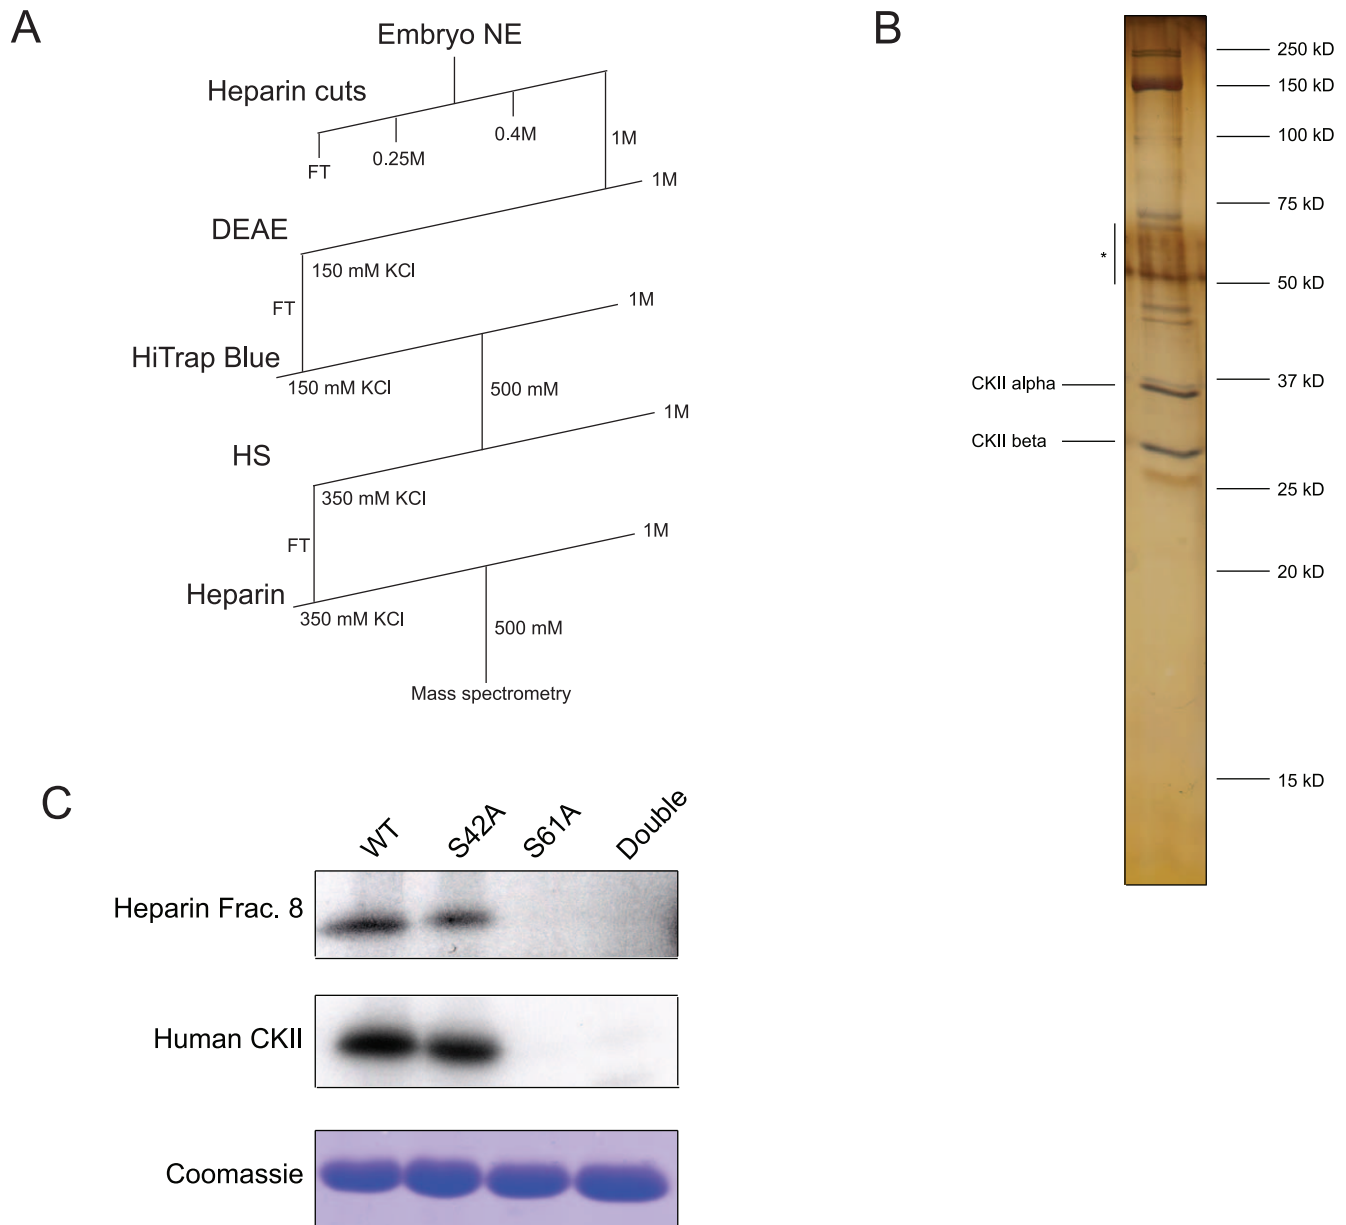 A
Embryo NE
Heparin cuts
FT
0.25M
0.4M
1M
1M
DEAE
150 mM KCl
FT
1M
HiTrap Blue
150 mM KCl
500 mM
1M
HS
350 mM KCl
FT
1M
Heparin
350 mM KCl
500 mM
Mass spectrometry
B
250 kD
150 kD
100 kD
75 kD
*
50 kD
37 kD
CKII alpha
CKII beta
25 kD
20 kD
15 kD
C
WT
S42A
S61A
Double
Heparin Frac. 8
Human CKII
Coomassie